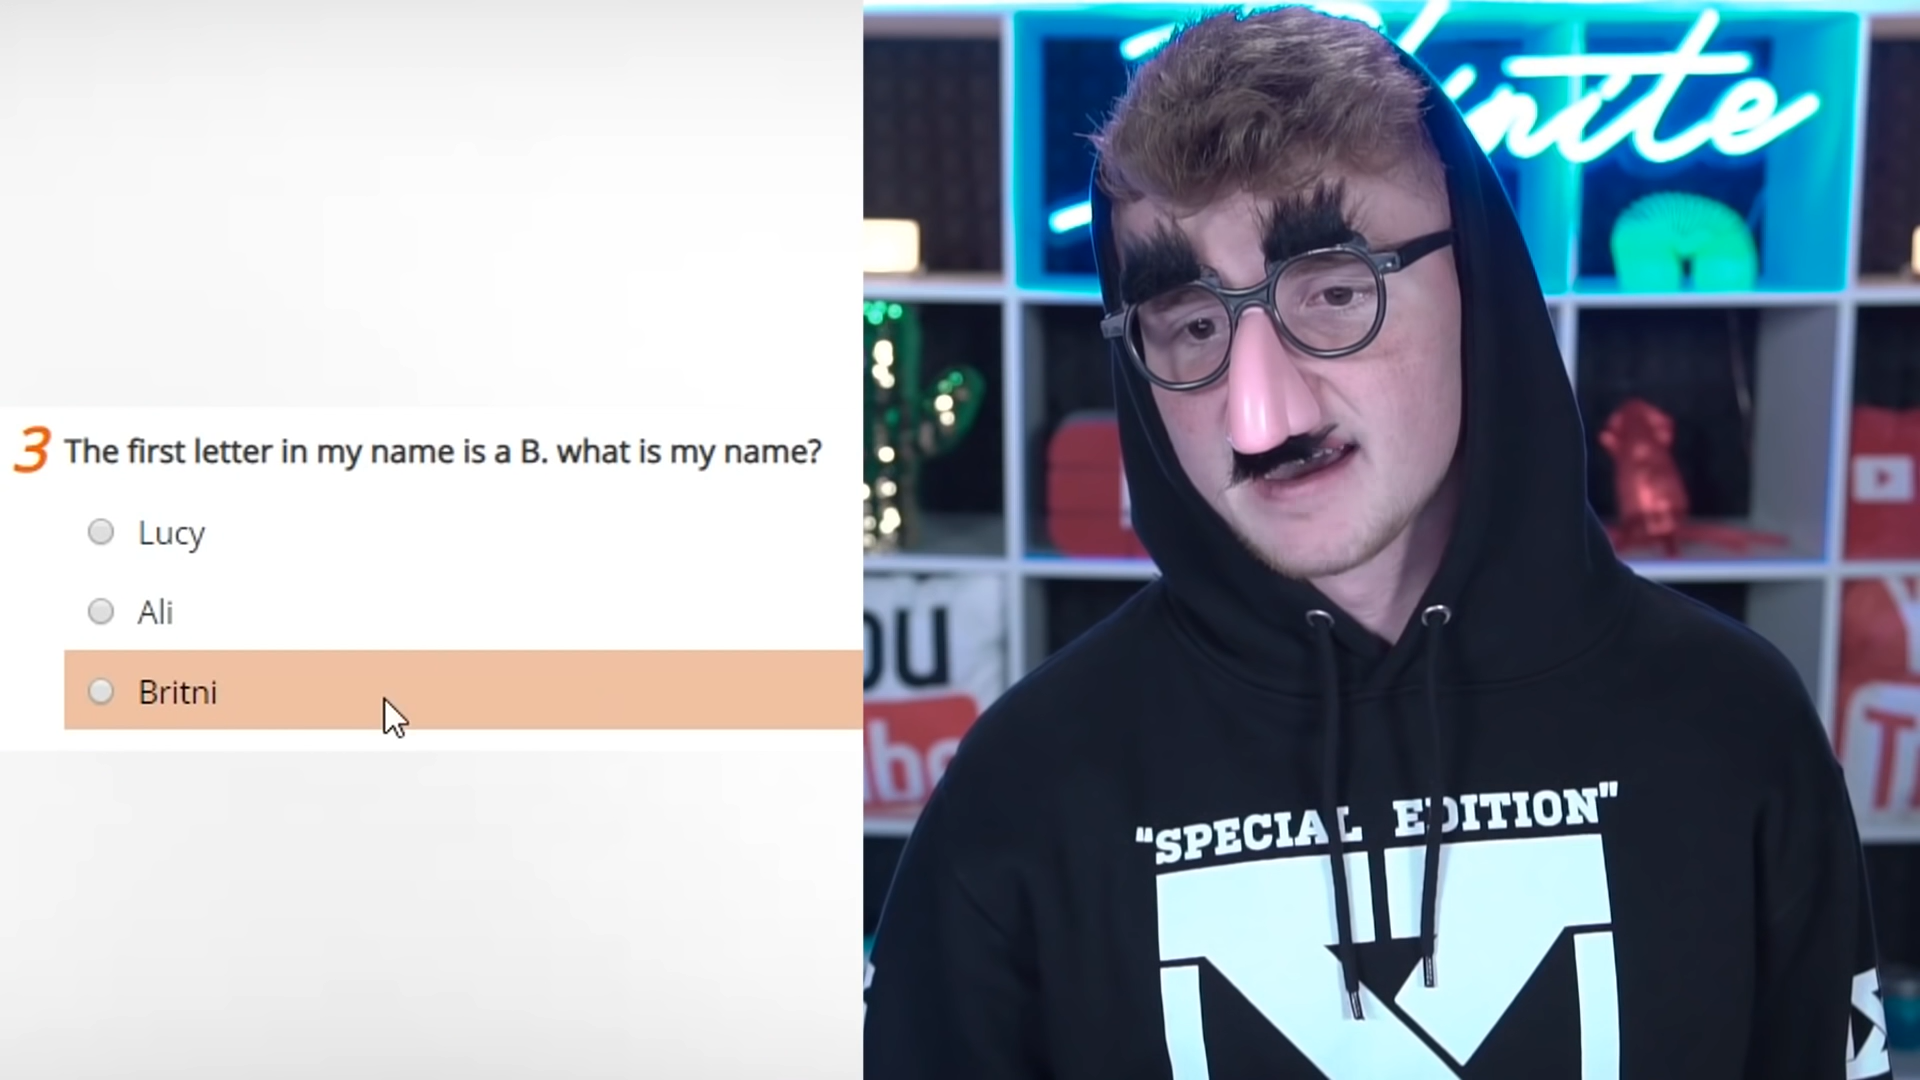 3 The first letter in my name is a B. what is my name?
Lucy
Ali
Britni
"SPECIAL EDITION"